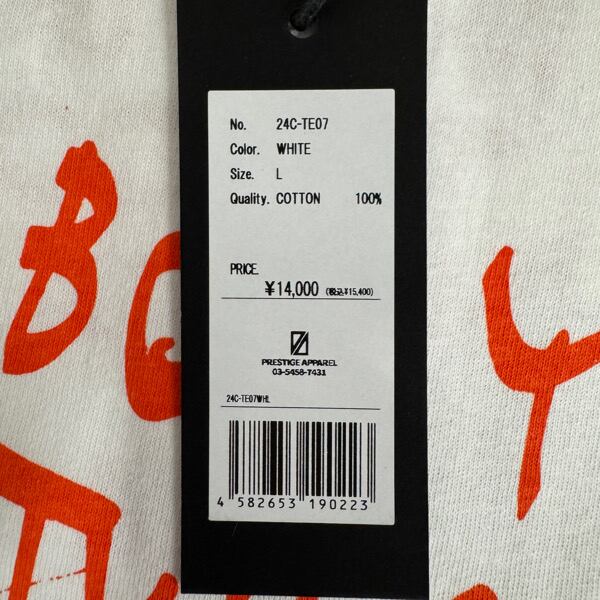 No. 24C-TE07
Color. WHITE
Size. L
Quality. COTTON 100%
PRICE.
¥14,000 (税込¥15,400)
PRESTIGE APPAREL
03-5458-7431
24C-TE07WHL
4 582653 190223
B
Y